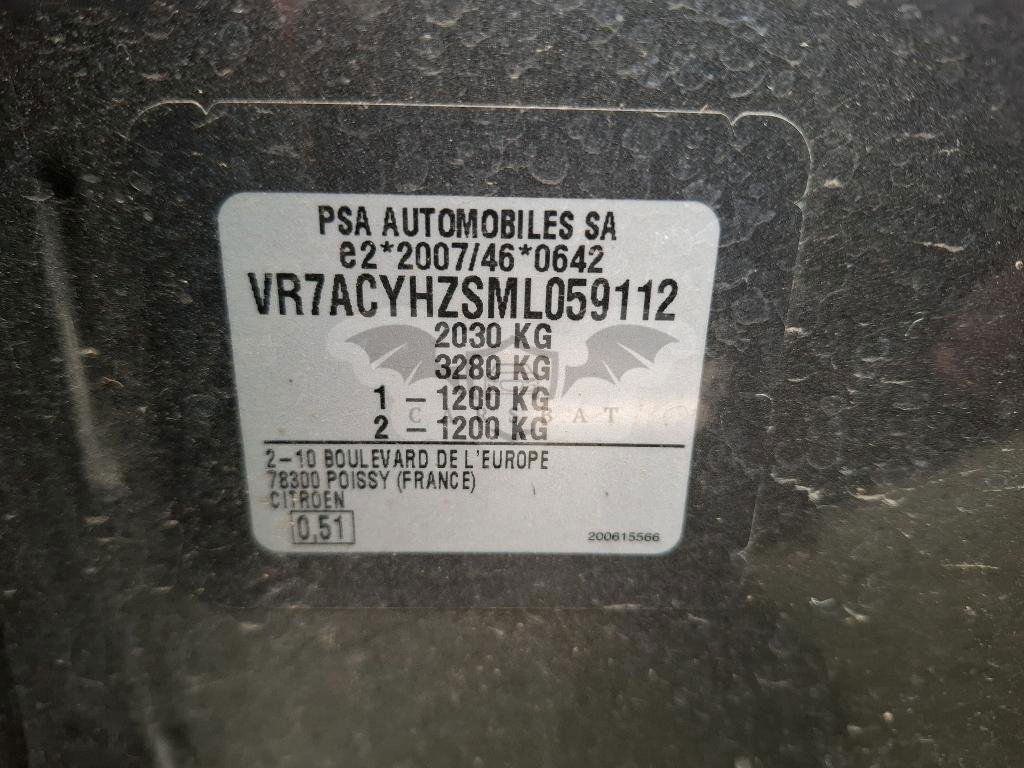 PSA AUTOMOBILES SA
e2*2007/46*0642
VR7ACYHZSML059112
2030 KG
3280 KG
1 – 1200 KG
2 – 1200 KG
2–10 BOULEVARD DE L'EUROPE
78300 POISSY (FRANCE)
CITROEN
0,51
200615566